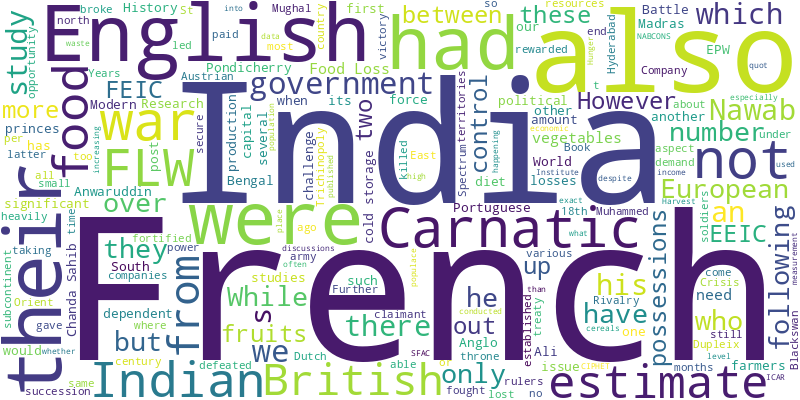 into broke History St
north Mughal
English
had
between
these
which
also
Battle
Madras
NABCONS
EPW
resources
our
rewarded
Hyderabad
end
so
Company
quot
Hunger
data
most
first
country
victory
led
paid
waste
study
opportunity
Years
Pondicherry
Austrian
Food Loss
food
FEIC
government
Modern
Research
more
war
princes
per
has
too
latter
all
small
Anwaruddin
increasing
significant
heavily
time
FLW
India
when
its
force
production
capital
several
secure
population
challenge
Trichinopoly
published
two
cold storage
killed
East
high
political
other
amount
control
Spectrum
territories
happening
However
economic
vegetables
World
losses
diet
Book
Institute
despite
number
about
another
aspect
demand
income
Nawab
under
especially
not
used
European
Harvest
Bengal
post
their
over
were
Carnatic
Portuguese
18th
Muhammed
exact
what
an
EEIC
soldiers
following
measurement
Blackswan
subcontinent
taking
Orient
gave
fortified
they
South
companies
dependent
would
whether
century
same
succession
Chanda Sahib
from
but
where
power
ago
place
discussions
army
studies
often
Further
such
While
fruits
there
populace
claimant
Dutch
SFAC
French
he
out
up
various
than
established
conducted
treaty
cereals
his
have
possessions
Rivalry
one
who
come
Crisis
need
still
Dupleix
level
months
farmers
ICAR
Anglo
throne
Ali
issue
rulers
fought
lost
no
estimate
only
able
or
British
we
s
defeated
Indian
t